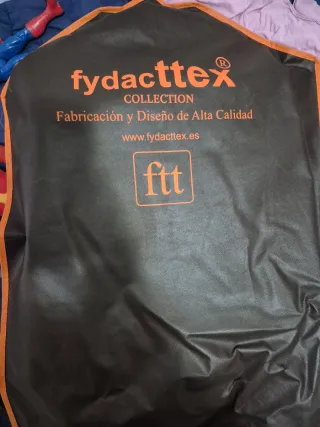 fydacttex®
COLLECTION
Fabricación y Diseño de Alta Calidad
www.fydacttex.es
ftt